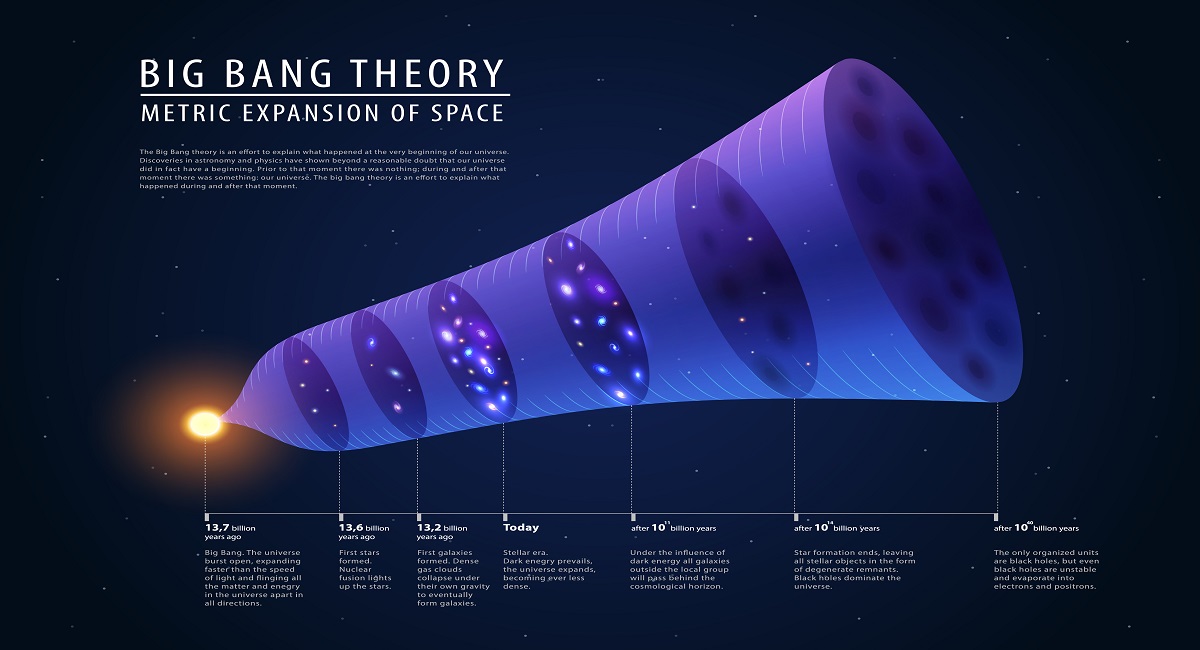 BIG BANG THEORY
METRIC EXPANSION OF SPACE
The Big Bang theory is an effort to explain what happened at the very beginning of our universe.
Discoveries in astronomy and physics have shown beyond a reasonable doubt that our universe
did in fact have a beginning. Prior to that moment there was nothing; during and after that
moment there was something: our universe. The big bang theory is an effort to explain what
happened during and after that moment.
13,7 billion
years ago
Big Bang. The universe
burst open, expanding
faster than the speed
of light and flinging all
the matter and enegry
in the universe apart in
all directions.
13,6 billion
years ago
First stars
formed.
Nuclear
fusion lights
up the stars.
13,2 billion
years ago
First galaxies
formed. Dense
gas clouds
collapse under
their own gravity
to eventually
form galaxies.
Today
Stellar era.
Dark enegry prevails,
the universe expands,
becoming ever less
dense.
after 10¹¹ billion years
Under the influence of
dark energy all galaxies
outside the local group
will pass behind the
cosmological horizon.
after 10¹⁴ billion years
Star formation ends, leaving
all stellar objects in the form
of degenerate remnants.
Black holes dominate the
universe.
after 10⁴⁰ billion years
The only organized units
are black holes, but even
black holes are unstable
and evaporate into
electrons and positrons.